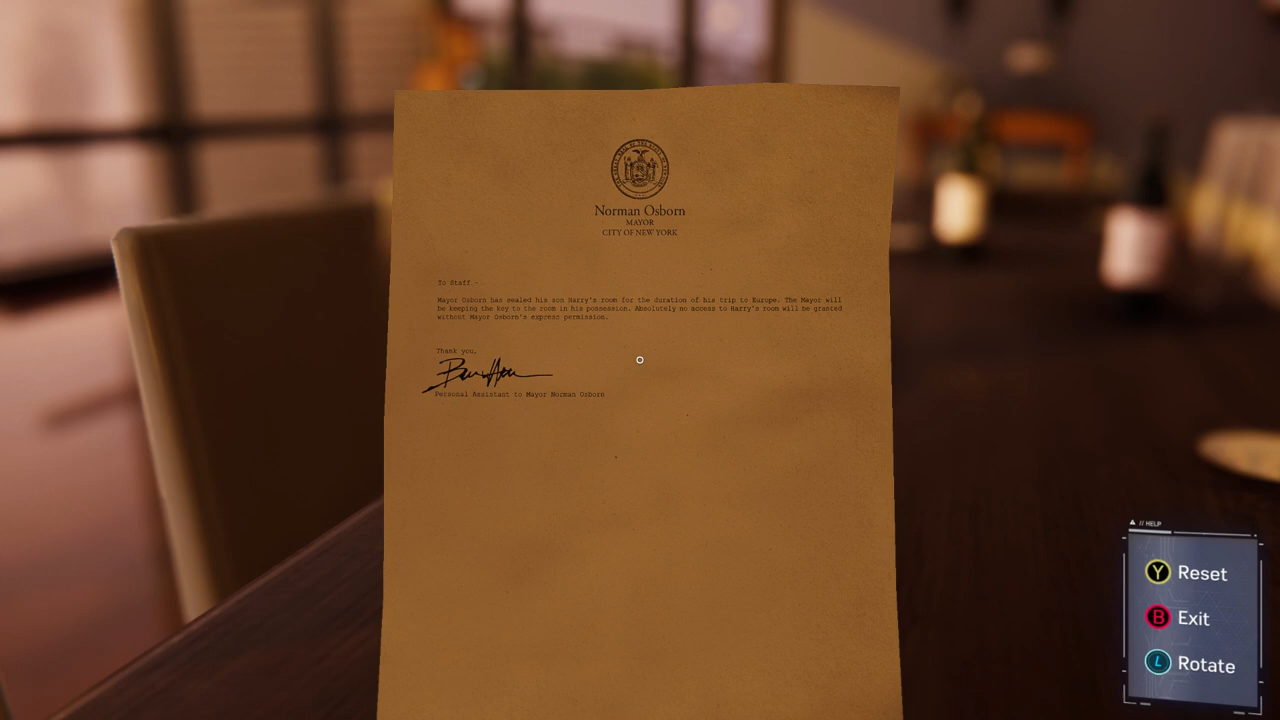 Norman Osborn
MAYOR
CITY OF NEW YORK
To Staff -
Mayor Osborn has sealed his son Harry's room for the duration of his trip to Europe. The Mayor will
be keeping the key to the room in his possession. Absolutely no access to Harry's room will be granted
without Mayor Osborn's express permission.
Thank you,
Personal Assistant to Mayor Norman Osborn
// HELP
Y Reset
B Exit
L Rotate